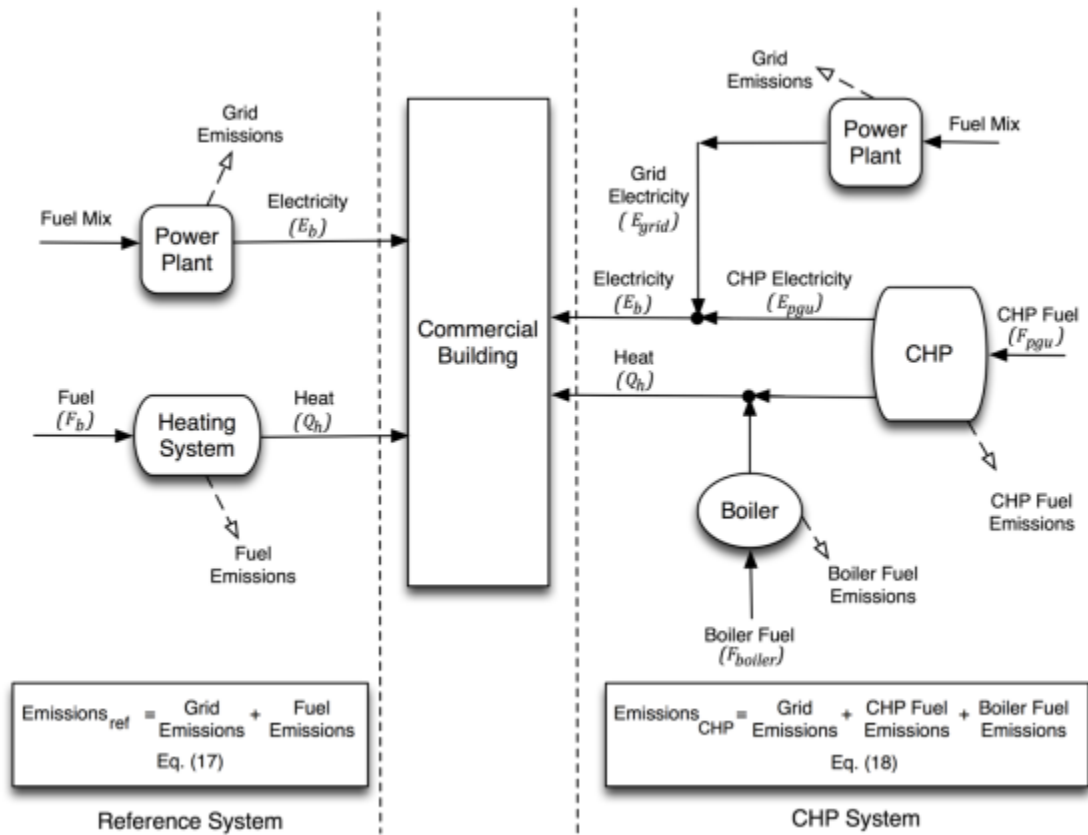 Grid
Emissions
Fuel Mix
Power
Plant
Electricity
(E_b)
Fuel
(F_b)
Heating
System
Heat
(Q_h)
Fuel
Emissions
Emissions_ref = Grid Emissions + Fuel Emissions
Eq. (17)
Reference System
Commercial
Building
Grid
Emissions
Power
Plant
Fuel Mix
Grid
Electricity
(E_grid)
Electricity
(E_b)
CHP Electricity
(E_pgu)
CHP
CHP Fuel
(F_pgu)
Heat
(Q_h)
CHP Fuel
Emissions
Boiler
Boiler Fuel
Emissions
Boiler Fuel
(F_boiler)
Emissions_CHP = Grid Emissions + CHP Fuel Emissions + Boiler Fuel Emissions
Eq. (18)
CHP System